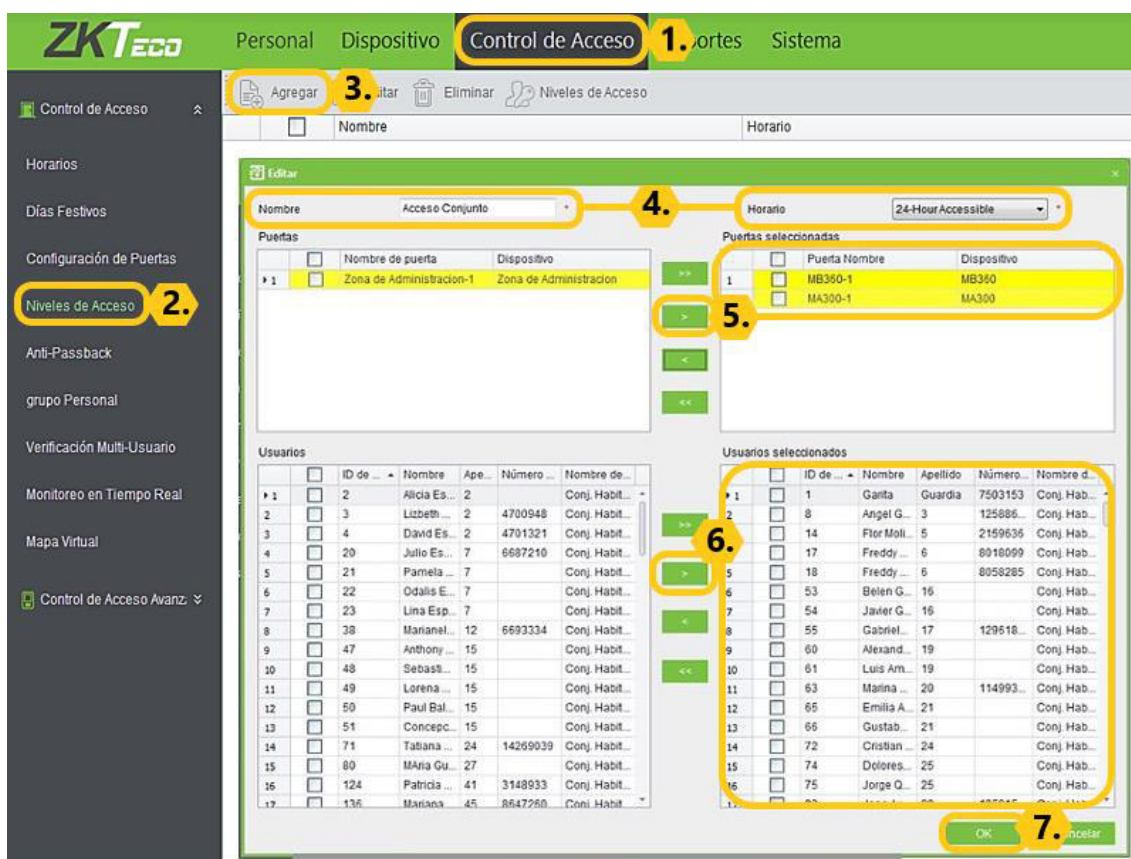 ZKTeco
Personal Dispositivo Control de Acceso 1. ortes Sistema
Control de Acceso
Horarios
Días Festivos
Configuración de Puertas
Niveles de Acceso 2.
Anti-Passback
grupo Personal
Verificación Multi-Usuario
Monitoreo en Tiempo Real
Mapa Virtual
Control de Acceso Avanz
Agregar 3. itar Eliminar Niveles de Acceso
Nombre Horario
Editar
Nombre Acceso Conjunto * 4. Horario 24-HourAccessible *
Puertas Puertas seleccionadas
Nombre de puerta Dispositivo
1 Zona de Administracion-1 Zona de Administracion
Puerta Nombre Dispositivo
1 MB360-1 MB360
MA300-1 MA300
>>
> 5.
<
<<
Usuarios
ID de ... Nombre Ape... Número ... Nombre de...
1 2 Alicia Es... 2 Conj. Habit...
2 3 Lizbeth ... 2 4700948 Conj. Habit...
3 4 David Es... 2 4701321 Conj. Habit...
4 20 Julio Es... 7 6687210 Conj. Habit...
5 21 Pamela ... 7 Conj. Habit...
6 22 Odalis E... 7 Conj. Habit...
7 23 Lina Esp... 7 Conj. Habit...
8 38 Marianel... 12 6693334 Conj. Habit...
9 47 Anthony ... 15 Conj. Habit...
10 48 Sebasti... 15 Conj. Habit...
11 49 Lorena ... 15 Conj. Habit...
12 50 Paul Bal... 15 Conj. Habit...
13 51 Concepc... 15 Conj. Habit...
14 71 Tatiana ... 24 14269039 Conj. Habit...
15 80 MAria Gu... 27 Conj. Habit...
16 124 Patricia ... 41 3148933 Conj. Habit...
17 136 Mariana 45 8647260 Conj. Habit
>>
6.
>
<
<<
Usuarios seleccionados
ID de ... Nombre Apellido Número... Nombre d...
1 1 Garita Guardia 7503153 Conj. Hab...
2 8 Angel G... 3 125886... Conj. Hab...
14 Flor Moli... 5 2159636 Conj. Hab...
17 Freddy ... 6 8018099 Conj. Hab...
5 18 Freddy ... 6 8058285 Conj. Hab...
6 53 Belen G... 16 Conj. Hab...
7 54 Javier G... 16 Conj. Hab...
8 55 Gabriel... 17 129618... Conj. Hab...
9 60 Alexand... 19 Conj. Hab...
10 61 Luis Am... 19 Conj. Hab...
11 63 Marina ... 20 114993... Conj. Hab...
12 65 Emilia A... 21 Conj. Hab...
13 66 Gustab... 21 Conj. Hab...
14 72 Cristian ... 24 Conj. Hab...
15 74 Dolores... 25 Conj. Hab...
16 75 Jorge Q... 25 Conj. Hab...
OK 7. ncelar